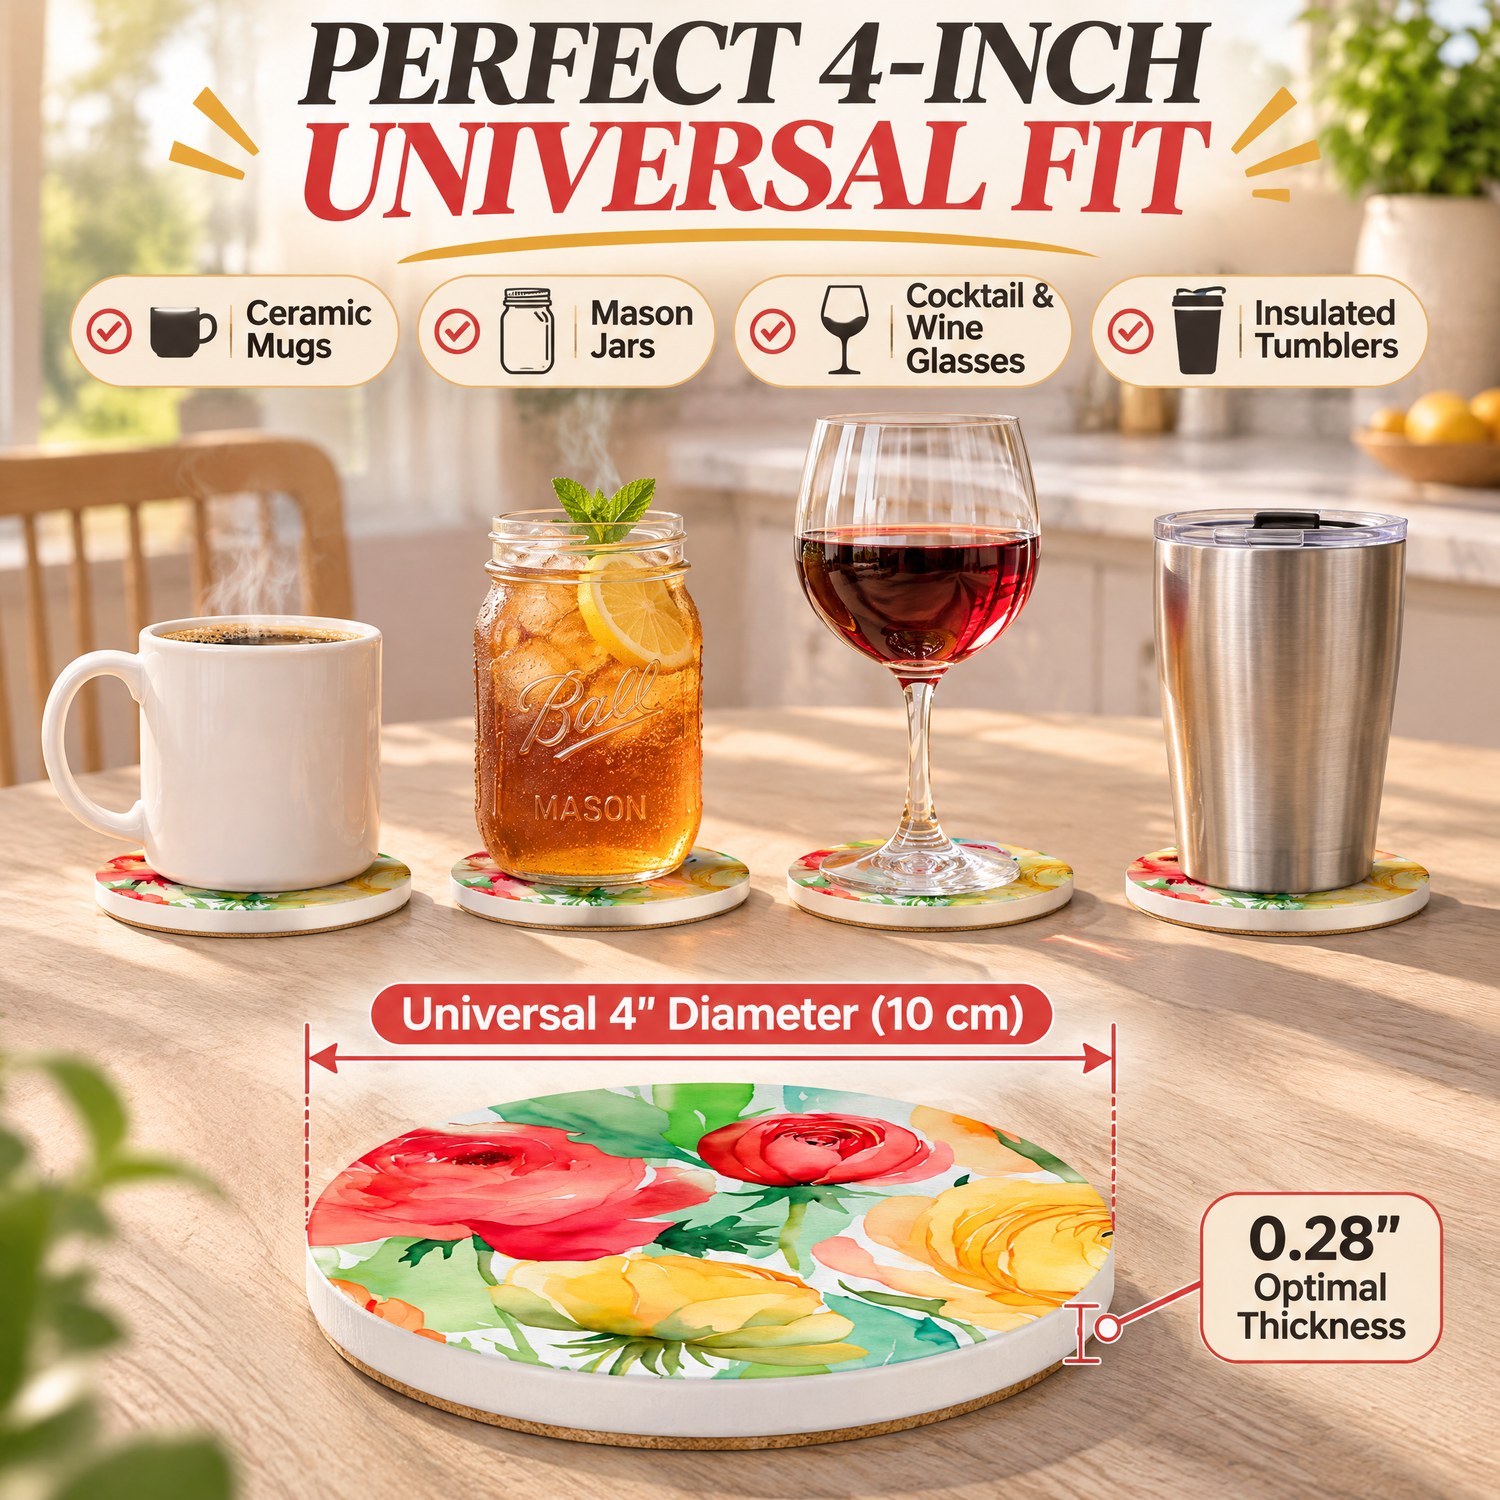 PERFECT 4-INCH
UNIVERSAL FIT
Ceramic
Mugs
Mason
Jars
Cocktail &
Wine
Glasses
Insulated
Tumblers
Ball
MASON
Universal 4″ Diameter (10 cm)
0.28″
Optimal
Thickness